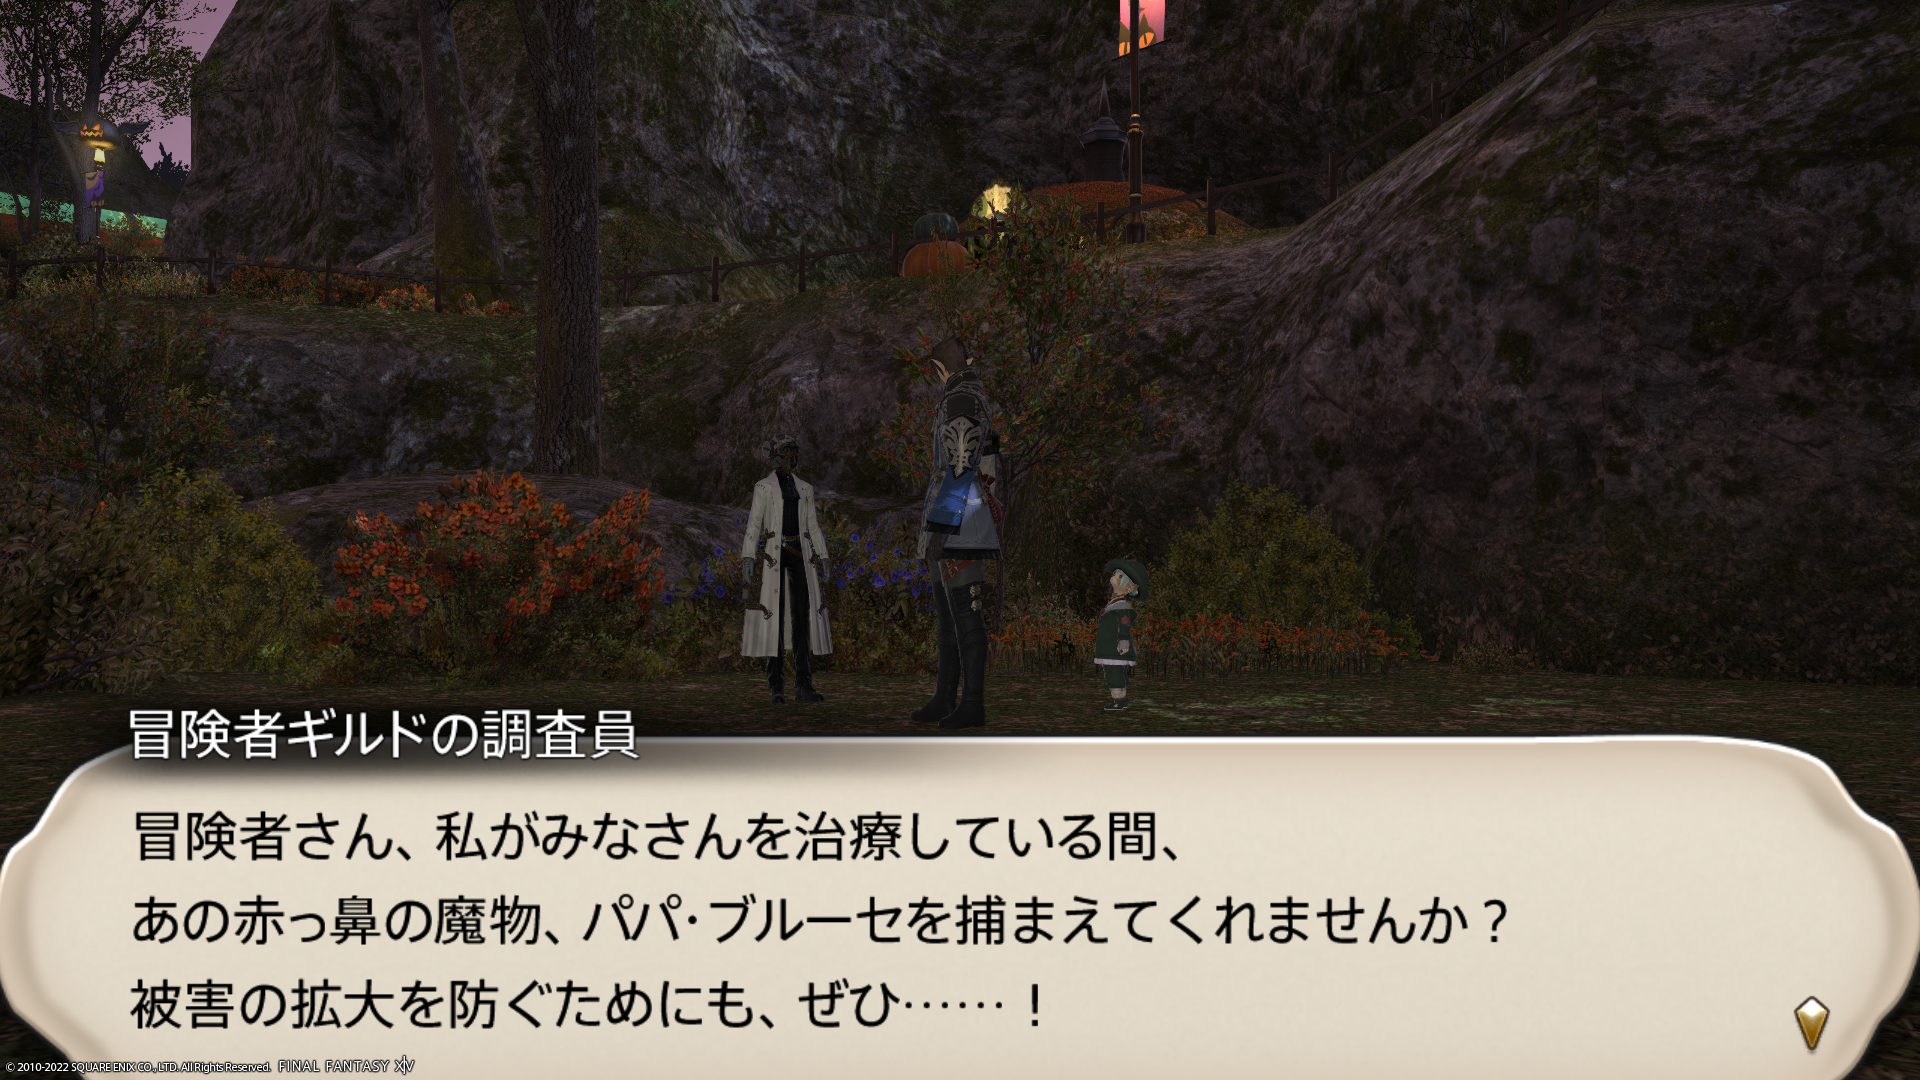 冒険者ギルドの調査員
冒険者さん、私がみなさんを治療している間、
あの赤っ鼻の魔物、パパ・ブルーセを捕まえてくれませんか？
被害の拡大を防ぐためにも、ぜひ……！
© 2010-2022 SQUARE ENIX CO., LTD. All Rights Reserved. FINAL FANTASY XIV